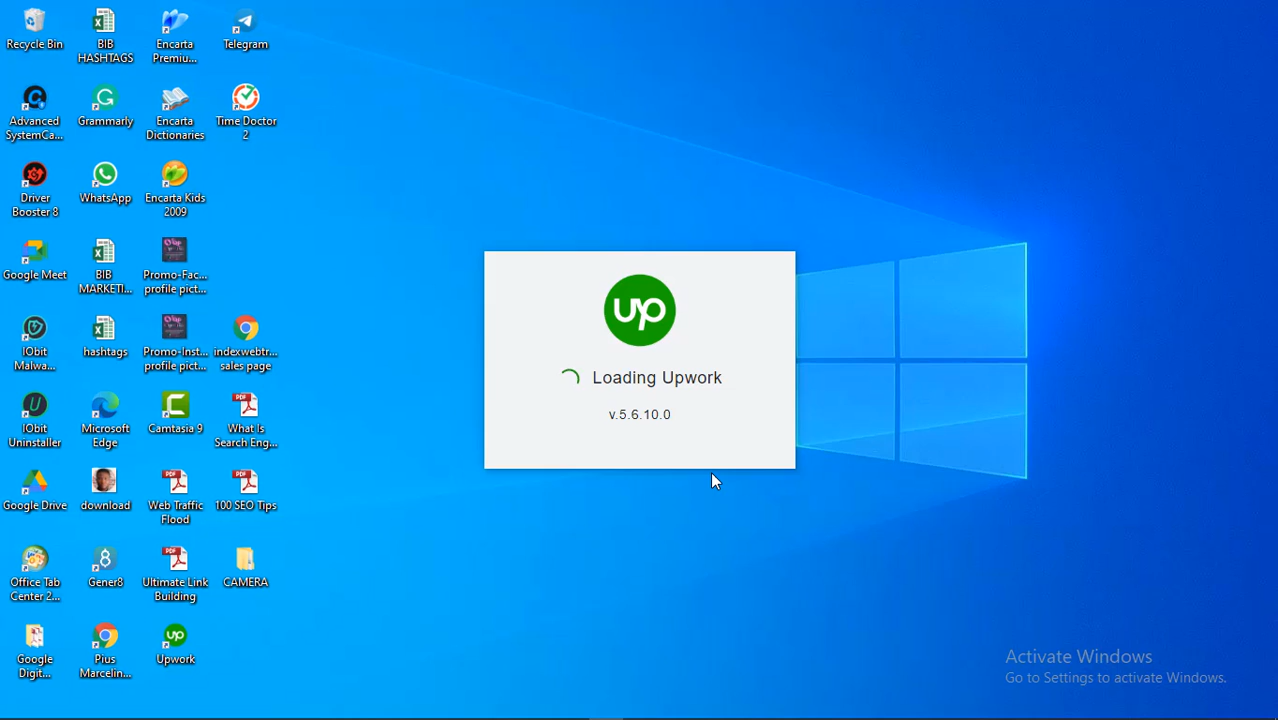 Recycle Bin
BIB
HASHTAGS
Encarta
Premiu...
Telegram
Advanced
SystemCa...
Grammarly
Encarta
Dictionaries
Time Doctor
2
Driver
Booster 8
WhatsApp
Encarta Kids
2009
Google Meet
BIB
MARKETI...
Promo-Fac...
profile pict...
IObit
Malwa...
hashtags
Promo-Inst...
profile pict...
indexwebtr...
sales page
IObit
Uninstaller
Microsoft
Edge
Camtasia 9
What Is
Search Eng...
Google Drive
download
Web Traffic
Flood
100 SEO Tips
Office Tab
Center 2...
Gener8
Ultimate Link
Building
CAMERA
Google
Digit...
Pius
Marcelin...
Upwork
up
Loading Upwork
v.5.6.10.0
Activate Windows
Go to Settings to activate Windows.